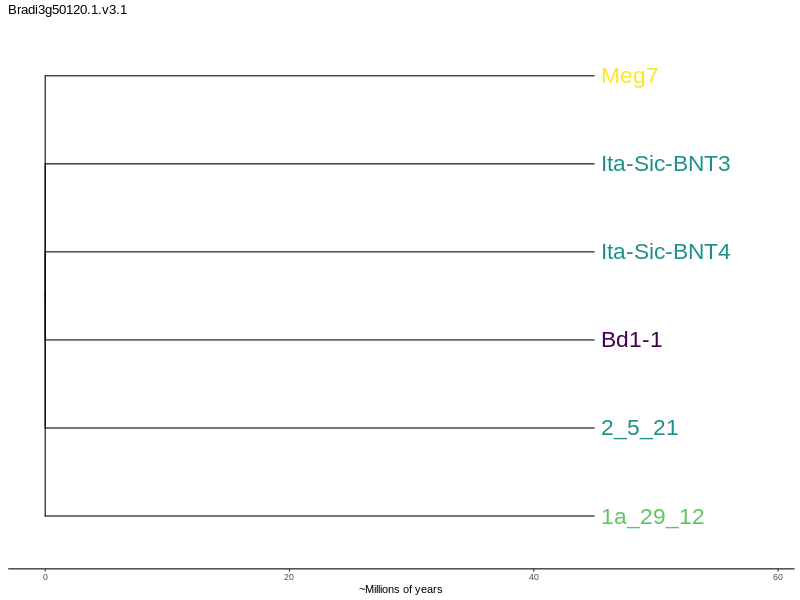 Bradi3g50120.1.v3.1
Meg7
Ita-Sic-BNT3
Ita-Sic-BNT4
Bd1-1
2_5_21
1a_29_12
0 20 40 60
~Millions of years